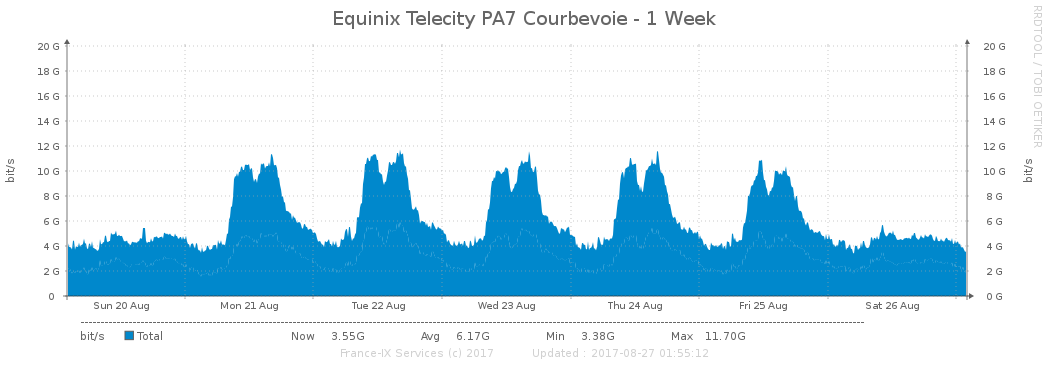 Equinix Telecity PA7 Courbevoie - 1 Week
RRDTOOL / TOBI OETIKER
bit/s
20 G
18 G
16 G
14 G
12 G
10 G
8 G
6 G
4 G
2 G
0
20 G
18 G
16 G
14 G
12 G
10 G
8 G
6 G
4 G
2 G
0 G
bit/s
Sun 20 Aug Mon 21 Aug Tue 22 Aug Wed 23 Aug Thu 24 Aug Fri 25 Aug Sat 26 Aug
bit/s Total Now 3.55G Avg 6.17G Min 3.38G Max 11.70G
France-IX Services (c) 2017 Updated : 2017-08-27 01:55:12